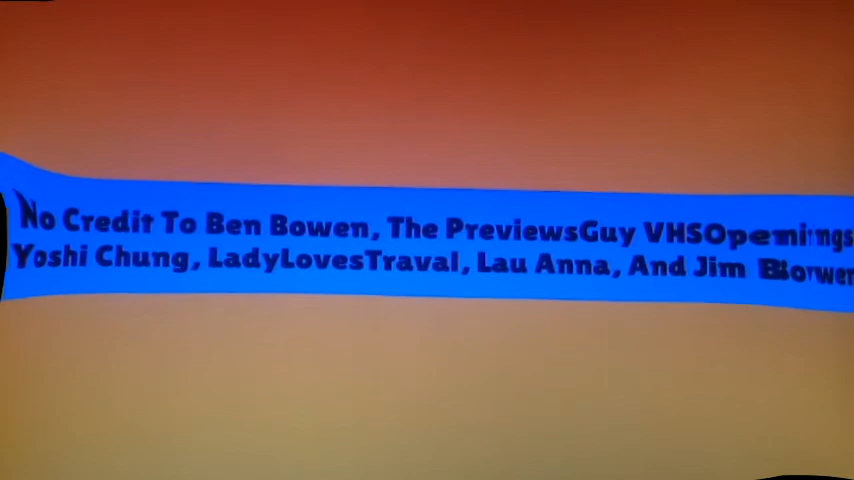 No Credit To Ben Bowen, The PreviewsGuy VHSOpenings
Yoshi Chung, LadyLovesTraval, Lau Anna, And Jim